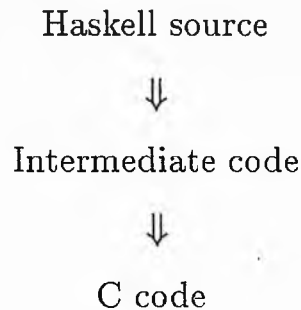 Haskell source
⇓
Intermediate code
⇓
C code